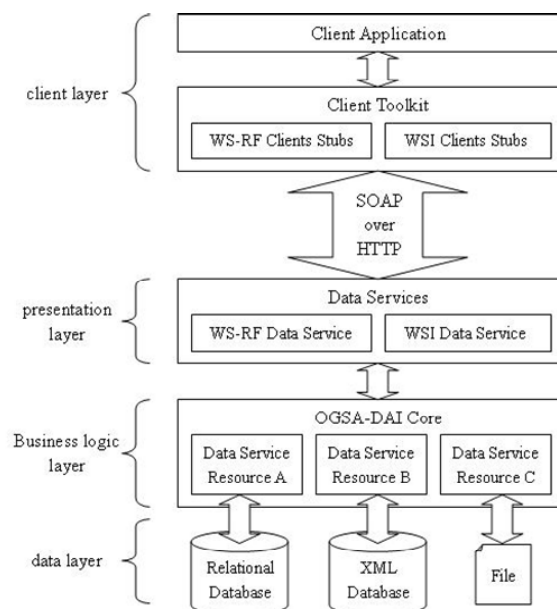 Client Application
client layer
Client Toolkit
WS-RF Clients Stubs
WSI Clients Stubs
SOAP
over
HTTP
Data Services
presentation
layer
WS-RF Data Service
WSI Data Service
OGSA-DAI Core
Business logic
layer
Data Service
Resource A
Data Service
Resource B
Data Service
Resource C
data layer
Relational
Database
XML
Database
File